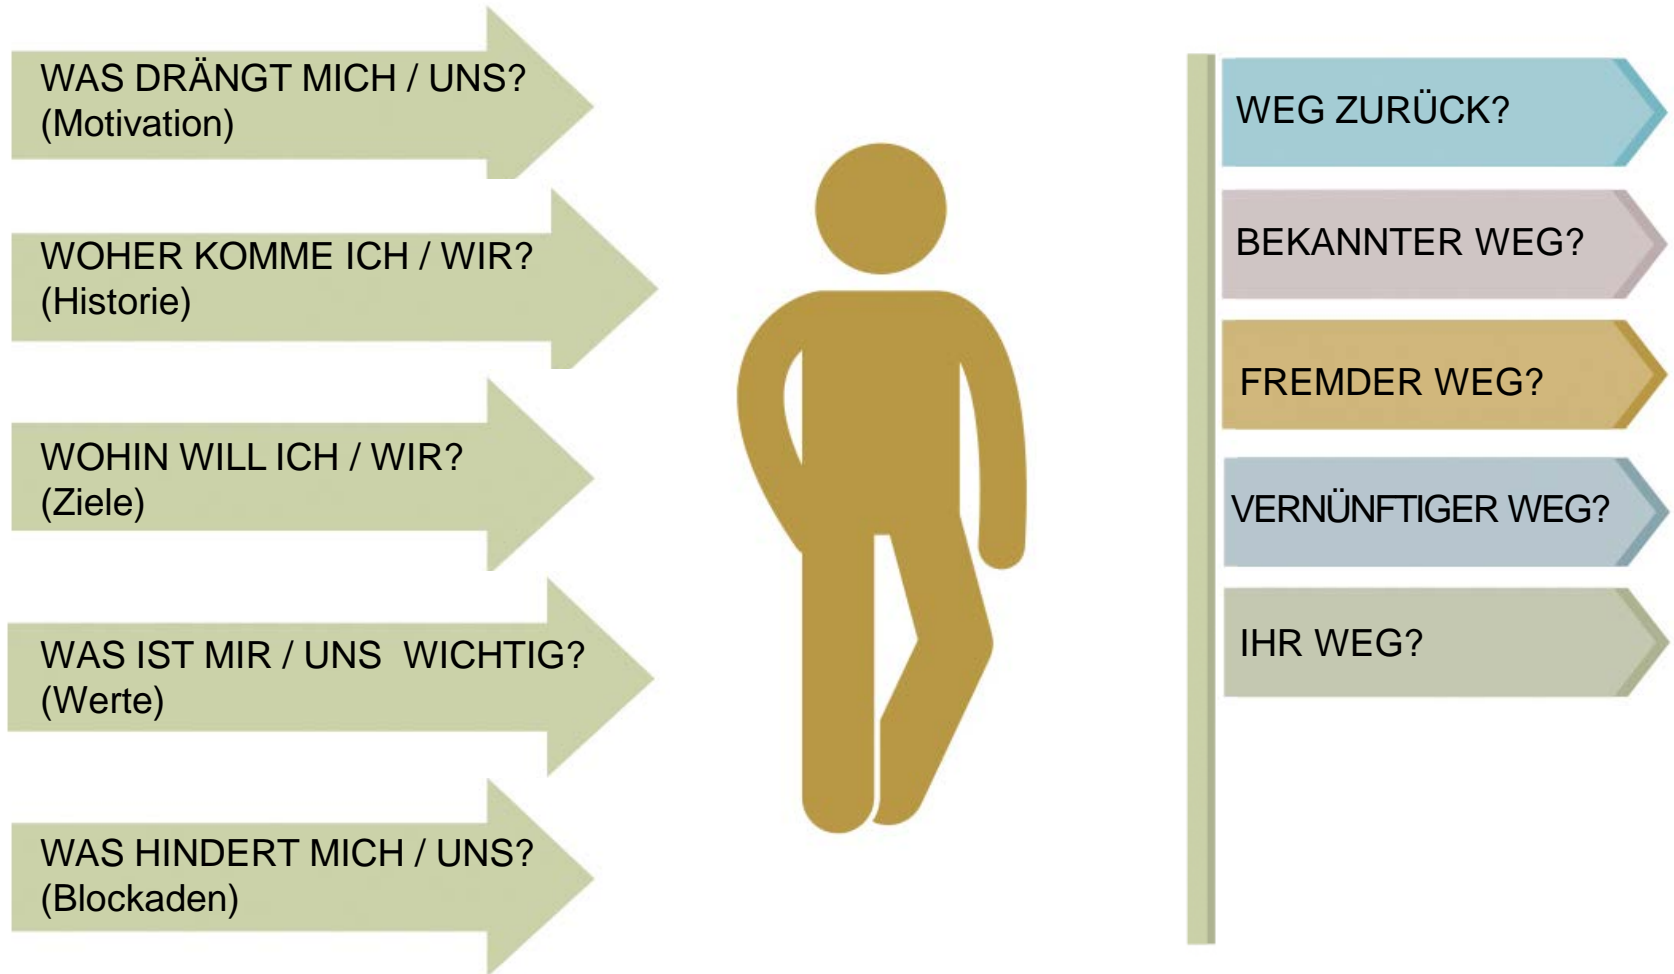 WAS DRÄNGT MICH / UNS?
(Motivation)
WOHER KOMME ICH / WIR?
(Historie)
WOHIN WILL ICH / WIR?
(Ziele)
WAS IST MIR / UNS  WICHTIG?
(Werte)
WAS HINDERT MICH / UNS?
(Blockaden)
WEG ZURÜCK?
BEKANNTER WEG?
FREMDER WEG?
VERNÜNFTIGER WEG?
IHR WEG?